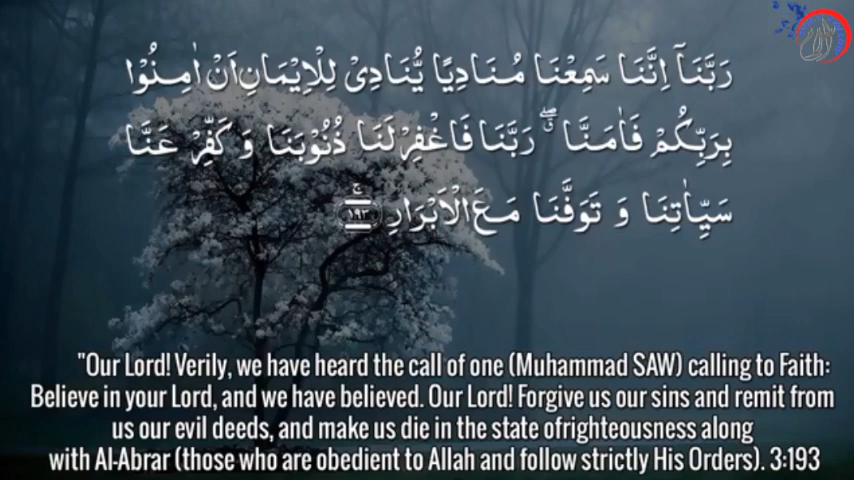 رَبَّنَآ اِنَّنَا سَمِعْنَا مُنَادِيًا يُّنَادِىْ لِلْاِيْمَانِ اَنْ اٰمِنُوْا
بِرَبِّكُمْ فَاٰمَنَّا ۖۗ رَبَّنَا فَاغْفِرْ لَنَا ذُنُوْبَنَا وَ كَفِّرْ عَنَّا
سَيِّاٰتِنَا وَ تَوَفَّنَا مَعَ الْاَبْرَارِ ۚ ١٩٣
"Our Lord! Verily, we have heard the call of one (Muhammad SAW) calling to Faith:
Believe in your Lord, and we have believed. Our Lord! Forgive us our sins and remit from
us our evil deeds, and make us die in the state ofrighteousness along
with Al-Abrar (those who are obedient to Allah and follow strictly His Orders). 3:193